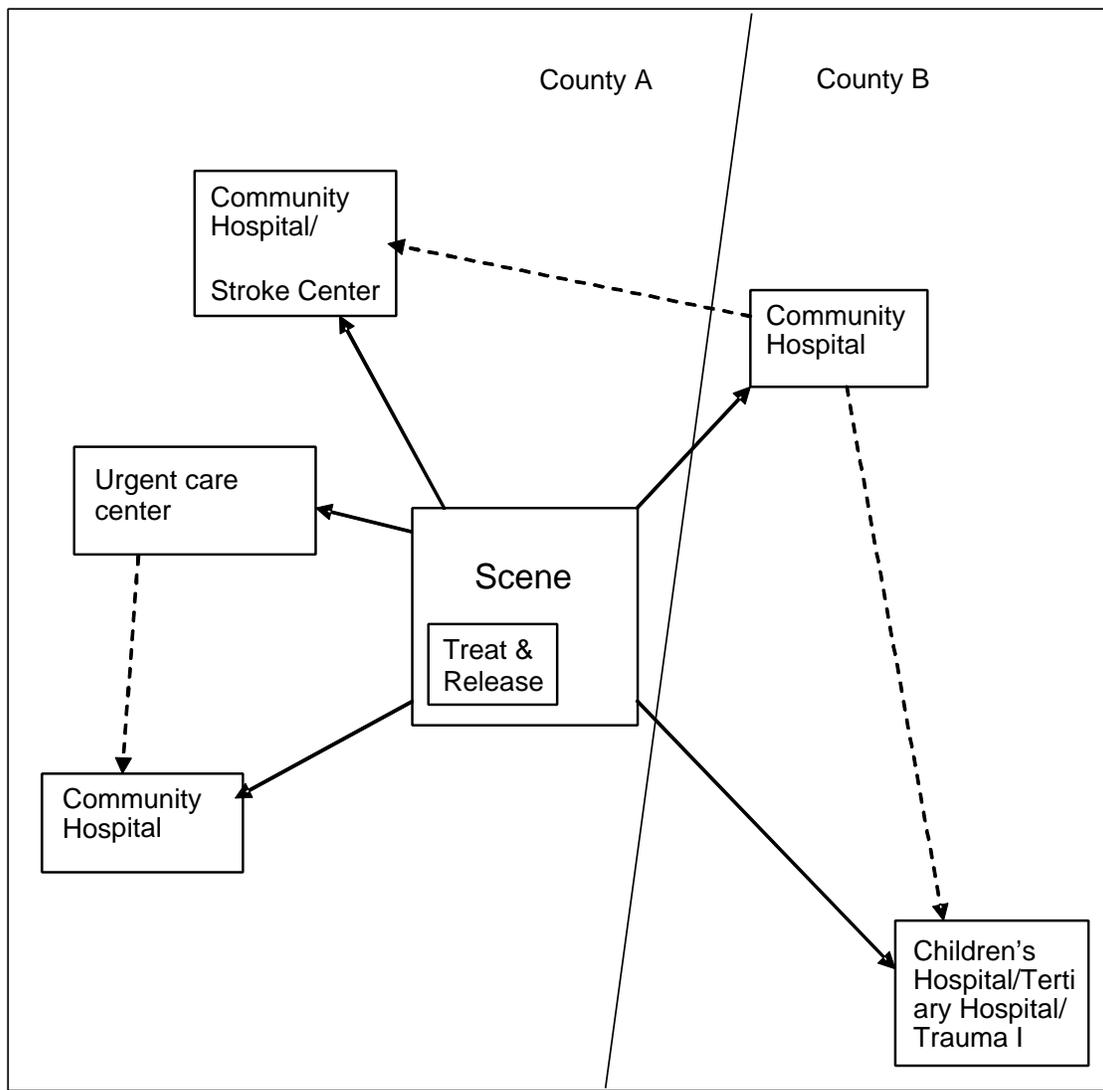 County A
County B
Community
Hospital/
Stroke Center
Community
Hospital
Urgent care
center
Scene
Treat &
Release
Community
Hospital
Children’s
Hospital/Terti
ary Hospital/
Trauma I